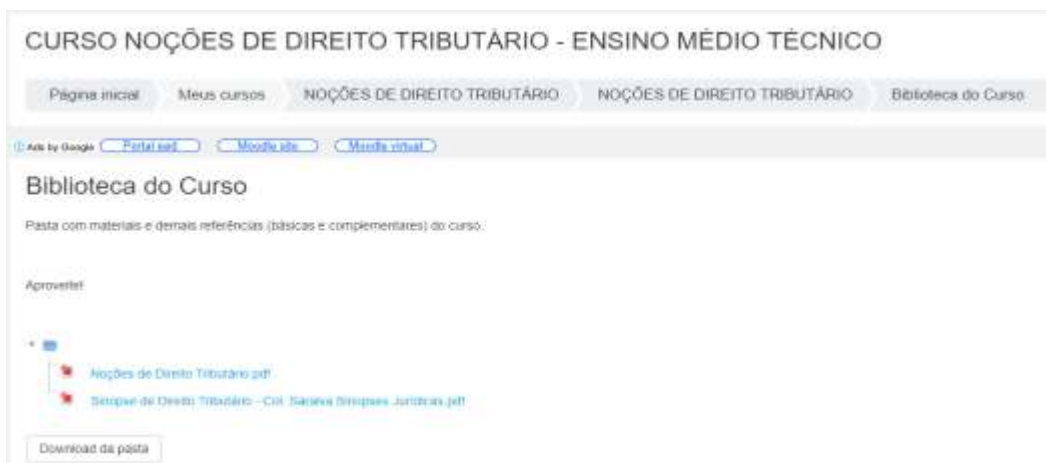 CURSO NOÇÕES DE DIREITO TRIBUTÁRIO - ENSINO MÉDIO TÉCNICO
Página inicial Meus cursos NOÇÕES DE DIREITO TRIBUTÁRIO NOÇÕES DE DIREITO TRIBUTÁRIO Biblioteca do Curso
Ads by Google Portal ead Moodle site Moodle virtual
Biblioteca do Curso
Pasta com materiais e demais referências (básicas e complementares) do curso.
Aproveite!
Noções de Direito Tributário.pdf
Sinopse de Direito Tributário - Col. Saraiva Sinopses Jurídicas.pdf
Download da pasta